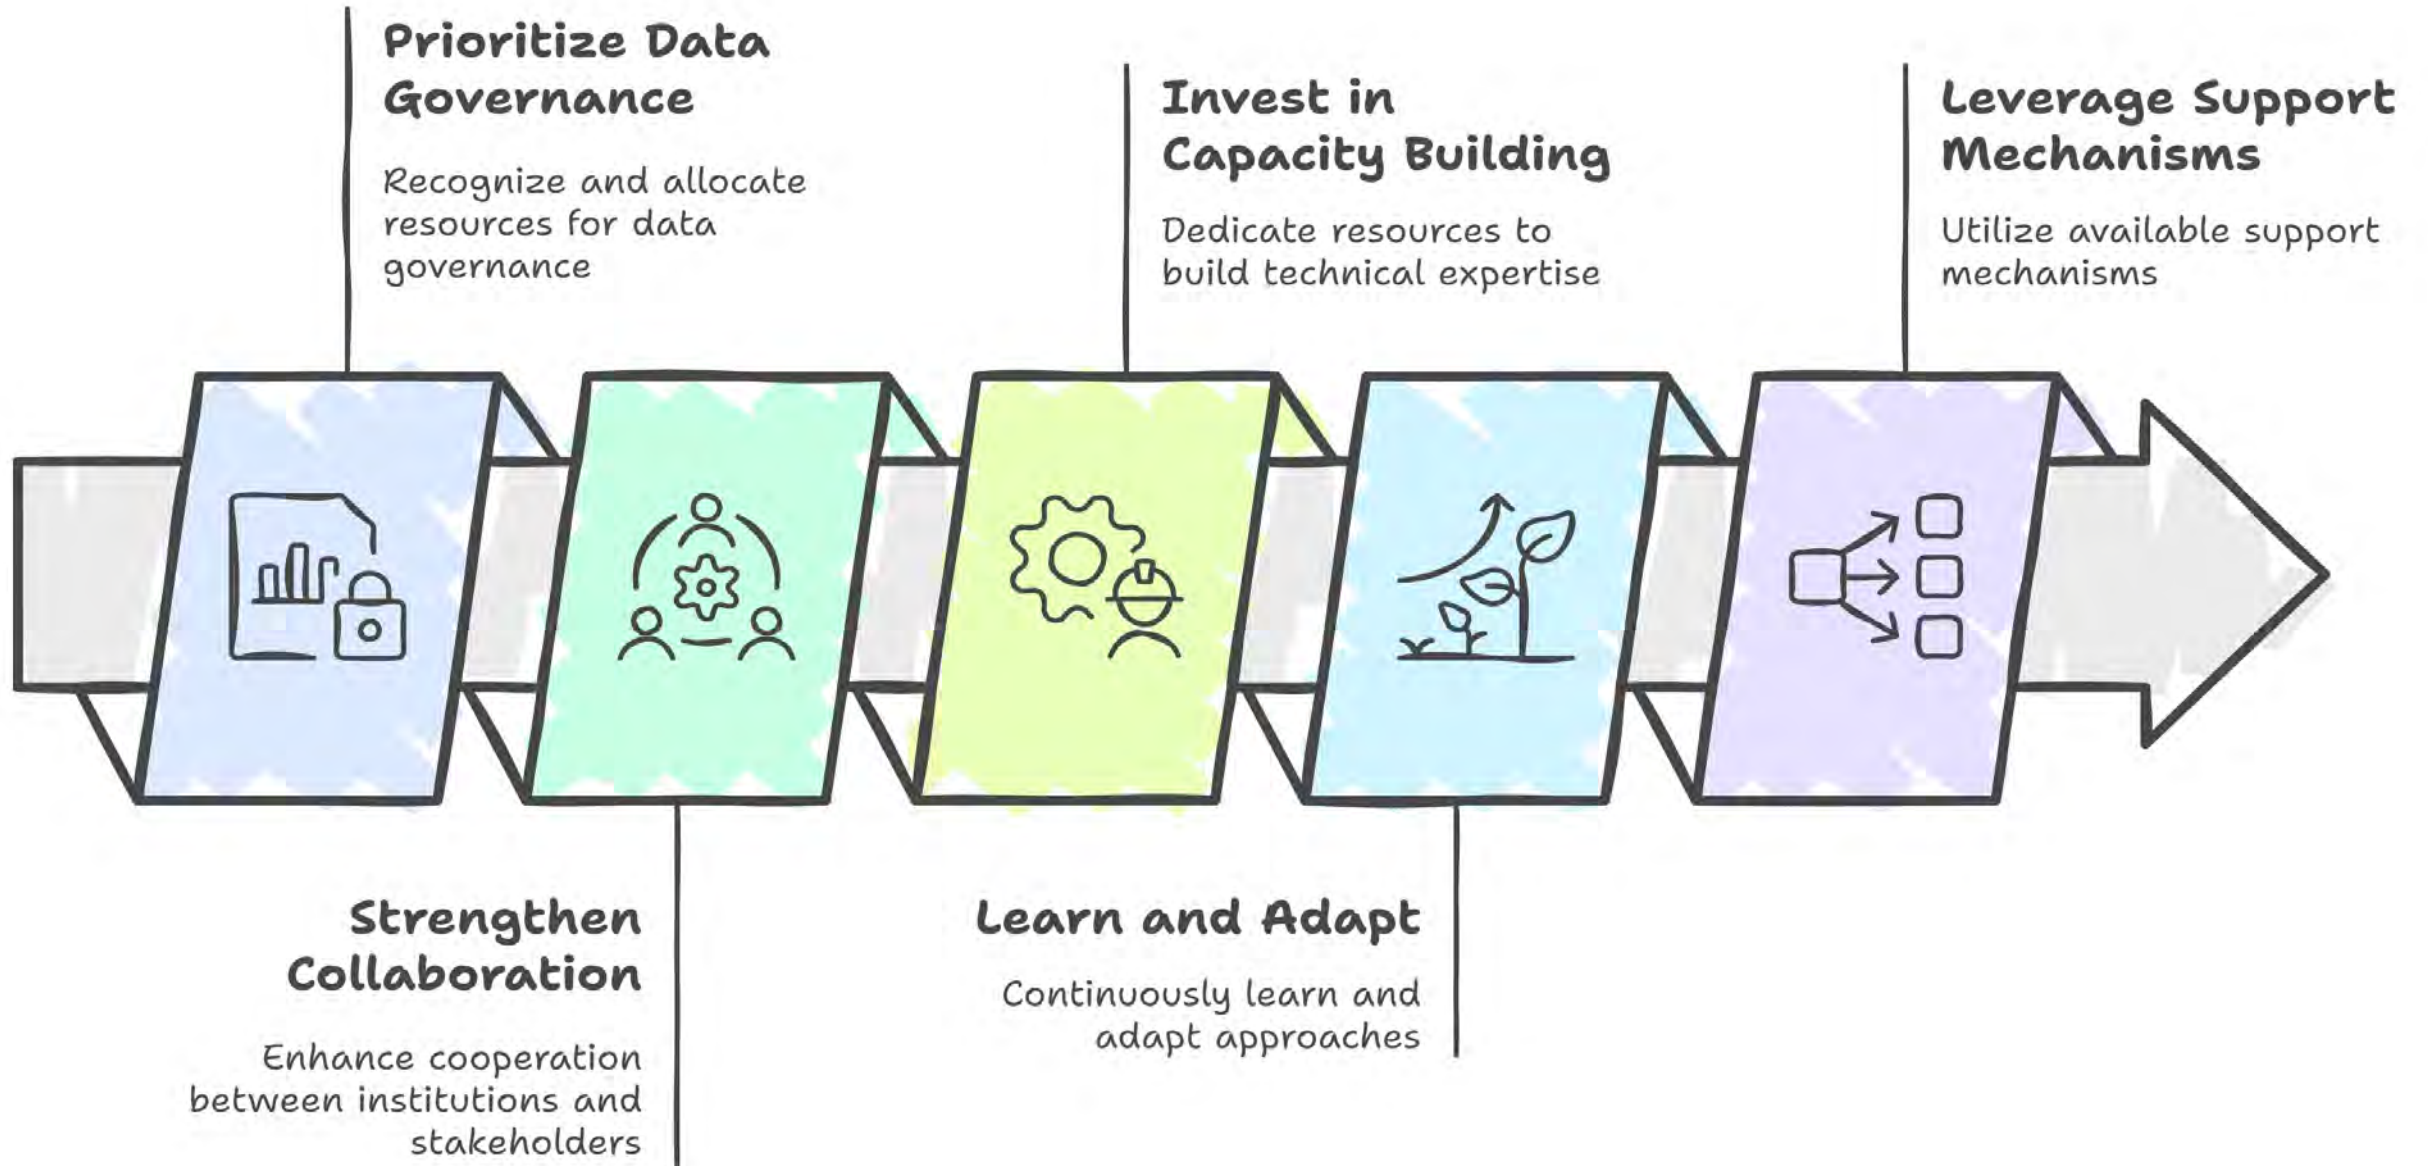 Prioritize Data
Governance
Recognize and allocate
resources for data
governance
Invest in
Capacity Building
Dedicate resources to
build technical expertise
Leverage Support
Mechanisms
Utilize available support
mechanisms
Strengthen
Collaboration
Enhance cooperation
between institutions and
stakeholders
Learn and Adapt
Continuously learn and
adapt approaches